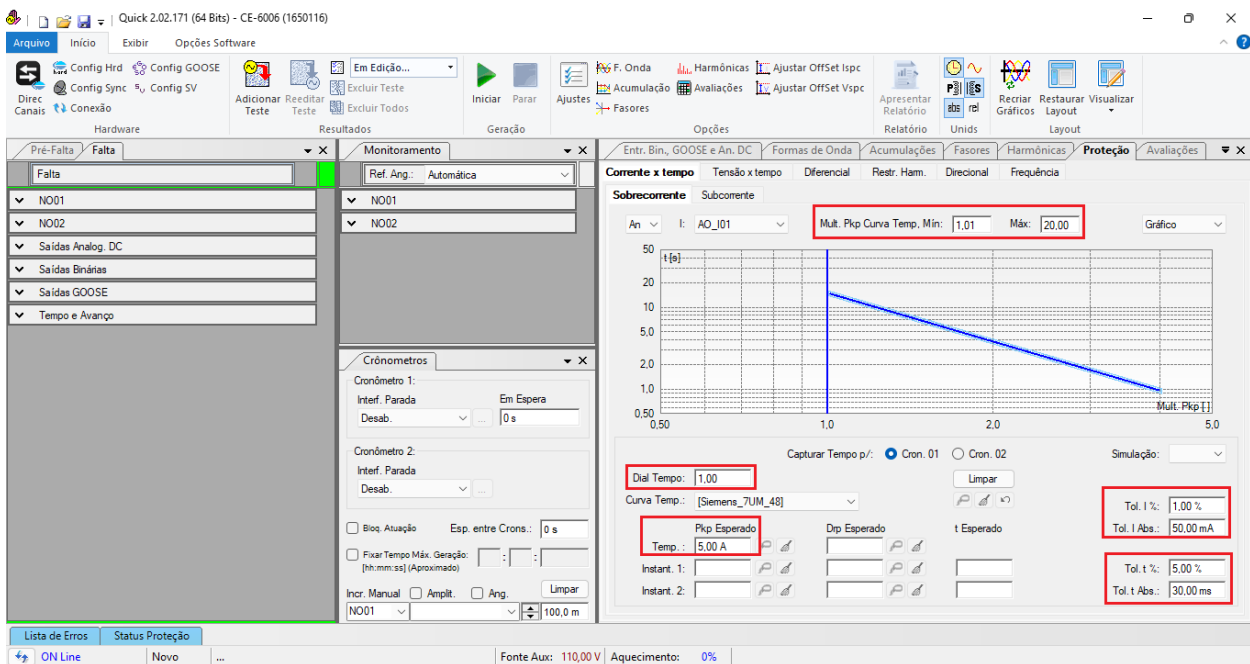 Quick 2.02.171 (64 Bits) - CE-6006 (1650116)
Arquivo Início Exibir Opções Software
Direc Canais
Config Hrd Config GOOSE
Config Sync Config SV
Conexão
Hardware
Adicionar Teste
Reeditar Teste
Em Edição...
Excluir Teste
Excluir Todos
Resultados
Iniciar Parar
Geração
Ajustes
F. Onda Harmônicas Ajustar OffSet Ispc
Acumulação Avaliações Ajustar OffSet Vspc
Fasores
Opções
Apresentar Relatório
Relatório
abs rel
Unids
Recriar Gráficos
Restaurar Layout
Visualizar
Layout
Pré-Falta Falta
Falta
NO01
NO02
Saídas Analog. DC
Saídas Binárias
Saídas GOOSE
Tempo e Avanço
Monitoramento
Ref. Ang.: Automática
NO01
NO02
Crônometros
Cronômetro 1:
Interf. Parada Em Espera
Desab. ... 0 s
Cronômetro 2:
Interf. Parada
Desab. ...
Bloq. Atuação Esp. entre Crons.: 0 s
Fixar Tempo Máx. Geração: : :
[hh:mm:ss] (Aproximado)
Incr. Manual Amplit. Ang. Limpar
NO01 100,0 m
Entr. Bin., GOOSE e An. DC Formas de Onda Acumulações Fasores Harmônicas Proteção Avaliações
Corrente x tempo Tensão x tempo Diferencial Restr. Harm. Direcional Frequência
Sobrecorrente Subcorrente
An I: AO_I01 Mult. Pkp Curva Temp, Mín: 1,01 Máx: 20,00 Gráfico
t [s]
50
20
10
5,0
2,0
1,0
0,50
Mult. Pkp [ ]
0,50 1,0 2,0 5,0
Capturar Tempo p/: Cron. 01 Cron. 02 Simulação:
Dial Tempo: 1,00 Limpar
Curva Temp.: [Siemens_7UM_48]
Tol. I %: 1,00 %
Tol. I Abs.: 50,00 mA
Pkp Esperado Drp Esperado t Esperado
Temp. : 5,00 A
Instant. 1:
Instant. 2:
Tol. t %: 5,00 %
Tol. t Abs.: 30,00 ms
Lista de Erros Status Proteção
ON Line Novo ... Fonte Aux: 110,00 V Aquecimento: 0%